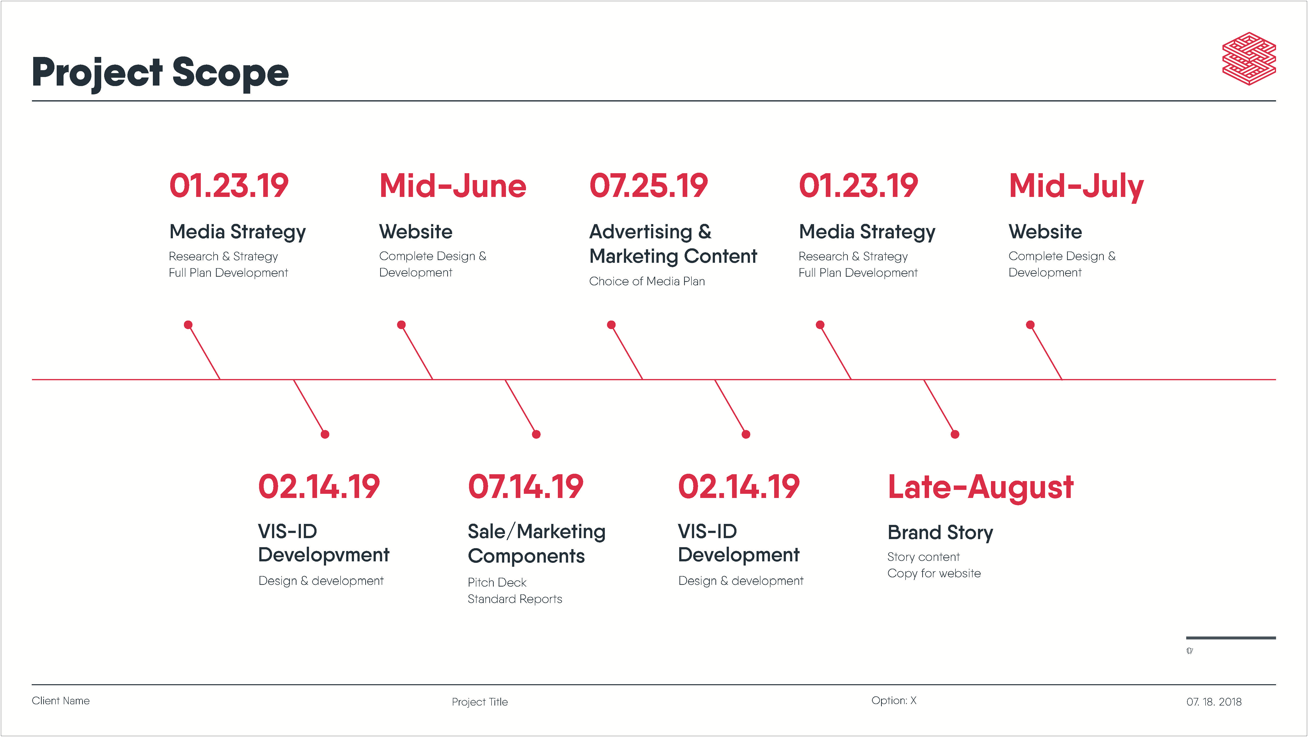 Project Scope
01.23.19
Media Strategy
Research & Strategy
Full Plan Development
Mid-June
Website
Complete Design &
Development
07.25.19
Advertising &
Marketing Content
Choice of Media Plan
01.23.19
Media Strategy
Research & Strategy
Full Plan Development
Mid-July
Website
Complete Design &
Development
02.14.19
VIS-ID
Developvment
Design & development
07.14.19
Sale/Marketing
Components
Pitch Deck
Standard Reports
02.14.19
VIS-ID
Development
Design & development
Late-August
Brand Story
Story content
Copy for website
Client Name
Project Title
Option: X
07. 18. 2018